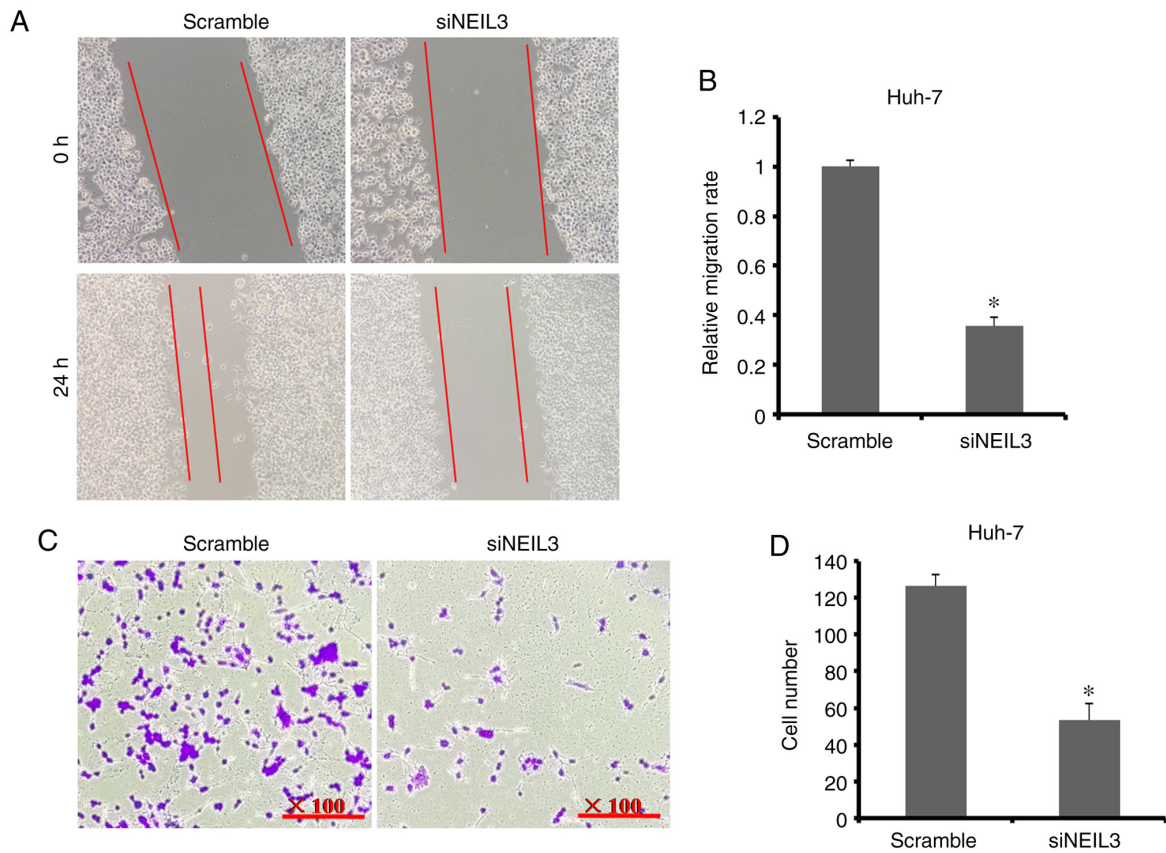 A
Scramble
siNEIL3
0 h
24 h
B
Huh-7
Relative migration rate
1.2
1
0.8
0.6
0.4
0.2
0
*
Scramble
siNEIL3
C
Scramble
siNEIL3
× 100
× 100
D
Huh-7
Cell number
140
120
100
80
60
40
20
0
*
Scramble
siNEIL3